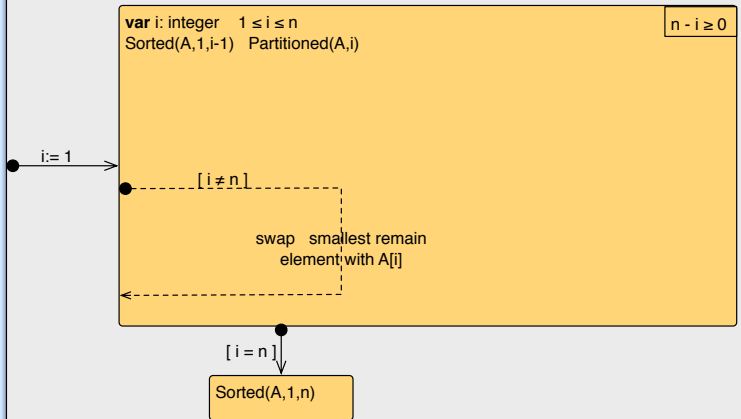 var i: integer 1 ≤ i ≤ n
n - i ≥ 0
Sorted(A,1,i-1) Partitioned(A,i)
i:= 1
[ i ≠ n ]
swap smallest remain
element with A[i]
[ i = n ]
Sorted(A,1,n)